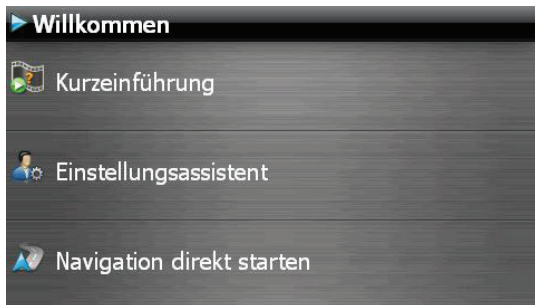 Willkommen
Kurzeinführung
Einstellungsassistent
Navigation direkt starten